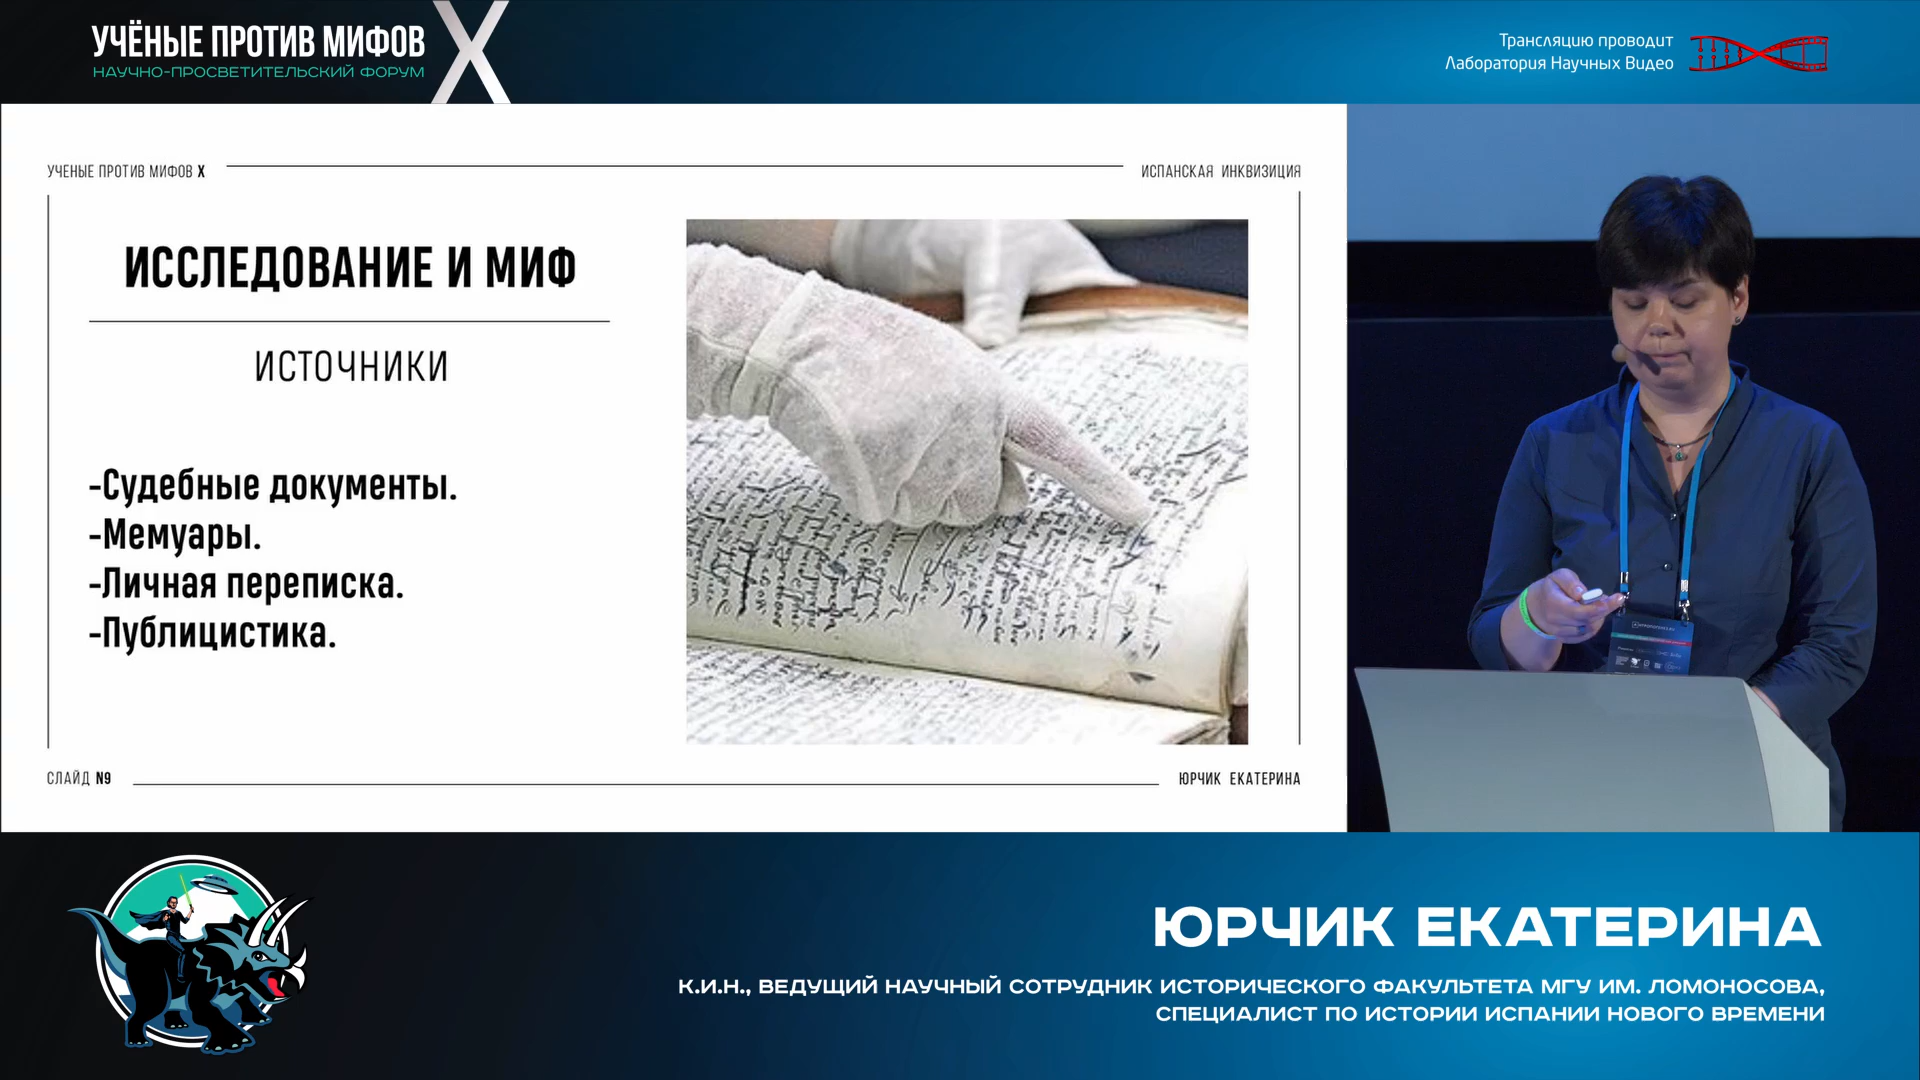 УЧЁНЫЕ ПРОТИВ МИФОВ X
НАУЧНО-ПРОСВЕТИТЕЛЬСКИЙ ФОРУМ
Трансляцию проводит
Лаборатория Научных Видео
УЧЕНЫЕ ПРОТИВ МИФОВ X
ИСПАНСКАЯ ИНКВИЗИЦИЯ
ИССЛЕДОВАНИЕ И МИФ
ИСТОЧНИКИ
-Судебные документы.
-Мемуары.
-Личная переписка.
-Публицистика.
СЛАЙД N9
ЮРЧИК ЕКАТЕРИНА
ЮРЧИК ЕКАТЕРИНА
К.И.Н., ВЕДУЩИЙ НАУЧНЫЙ СОТРУДНИК ИСТОРИЧЕСКОГО ФАКУЛЬТЕТА МГУ ИМ. ЛОМОНОСОВА,
СПЕЦИАЛИСТ ПО ИСТОРИИ ИСПАНИИ НОВОГО ВРЕМЕНИ